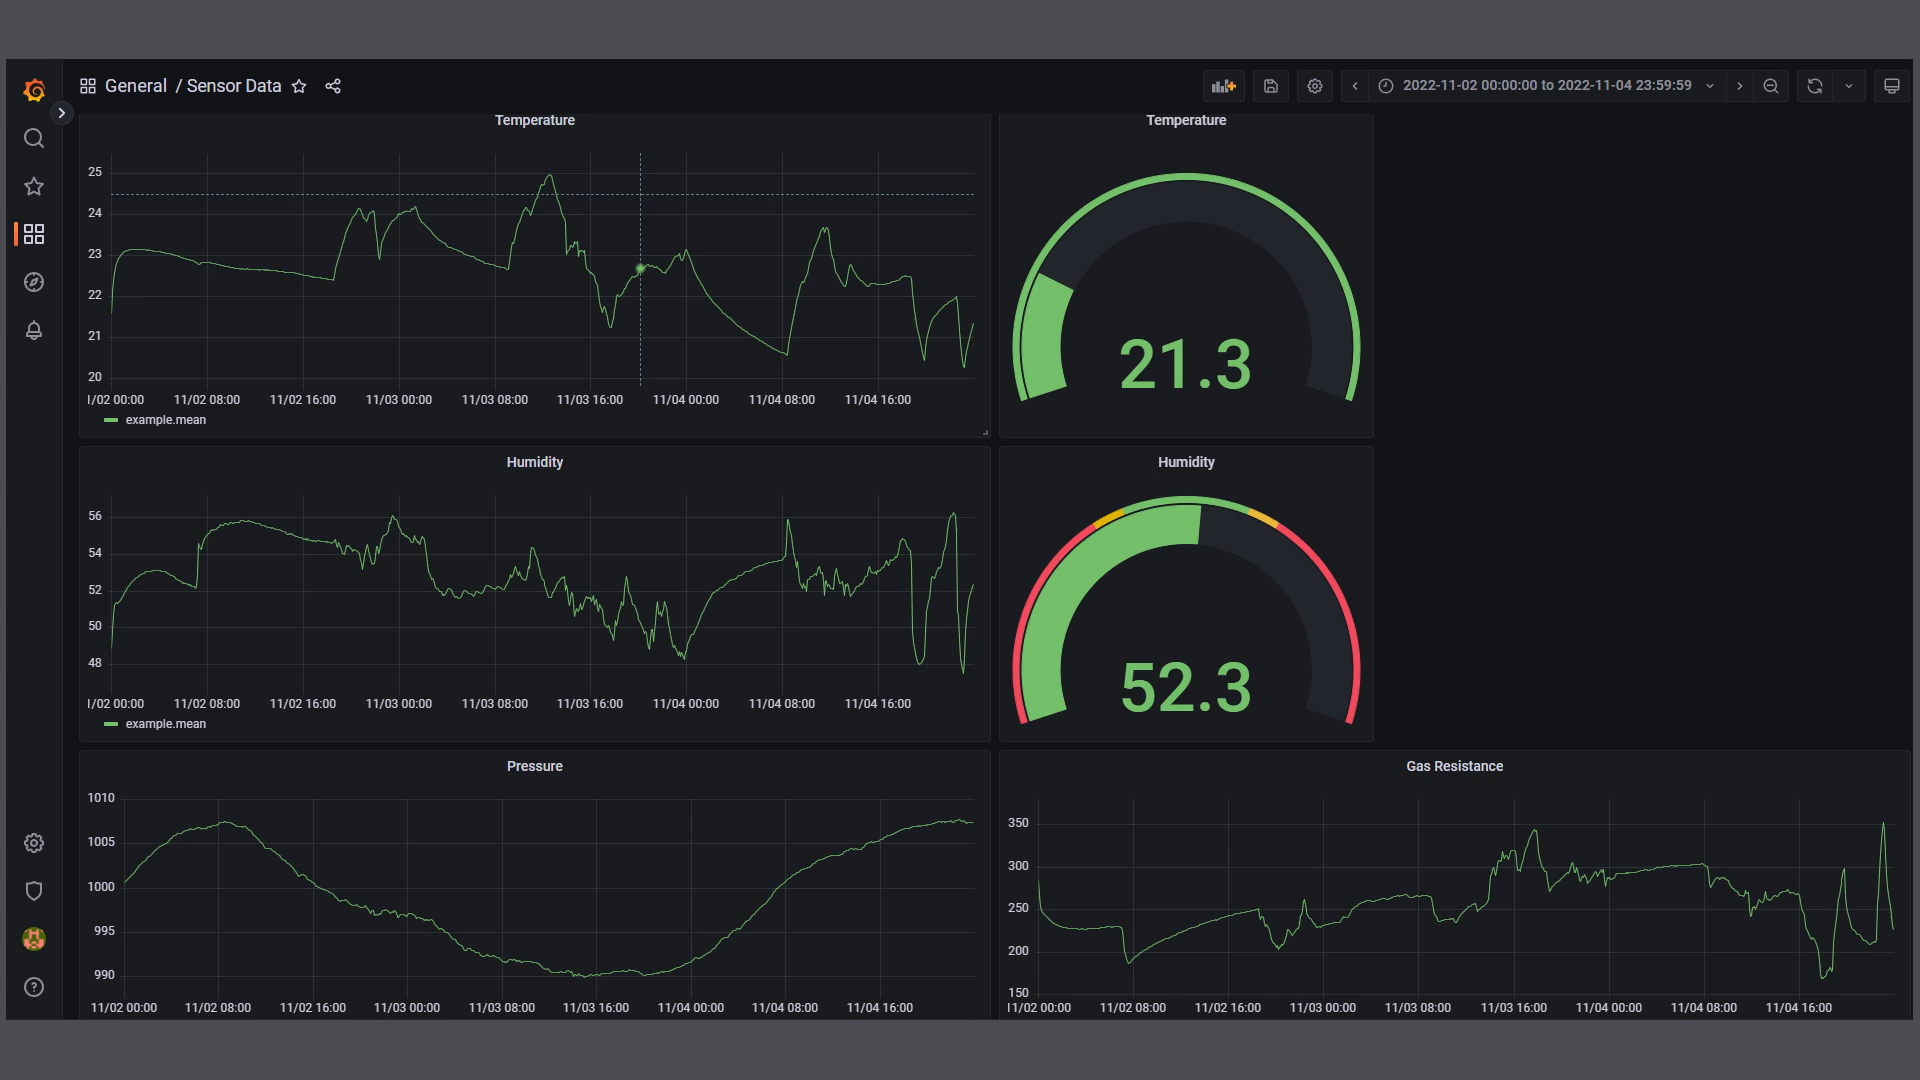 General / Sensor Data
2022-11-02 00:00:00 to 2022-11-04 23:59:59
Temperature
25
24
23
22
21
20
1/02 00:00 11/02 08:00 11/02 16:00 11/03 00:00 11/03 08:00 11/03 16:00 11/04 00:00 11/04 08:00 11/04 16:00
example.mean
Temperature
21.3
Humidity
56
54
52
50
48
1/02 00:00 11/02 08:00 11/02 16:00 11/03 00:00 11/03 08:00 11/03 16:00 11/04 00:00 11/04 08:00 11/04 16:00
example.mean
Humidity
52.3
Pressure
1010
1005
1000
995
990
11/02 00:00 11/02 08:00 11/02 16:00 11/03 00:00 11/03 08:00 11/03 16:00 11/04 00:00 11/04 08:00 11/04 16:00
Gas Resistance
350
300
250
200
150
11/02 00:00 11/02 08:00 11/02 16:00 11/03 00:00 11/03 08:00 11/03 16:00 11/04 00:00 11/04 08:00 11/04 16:00